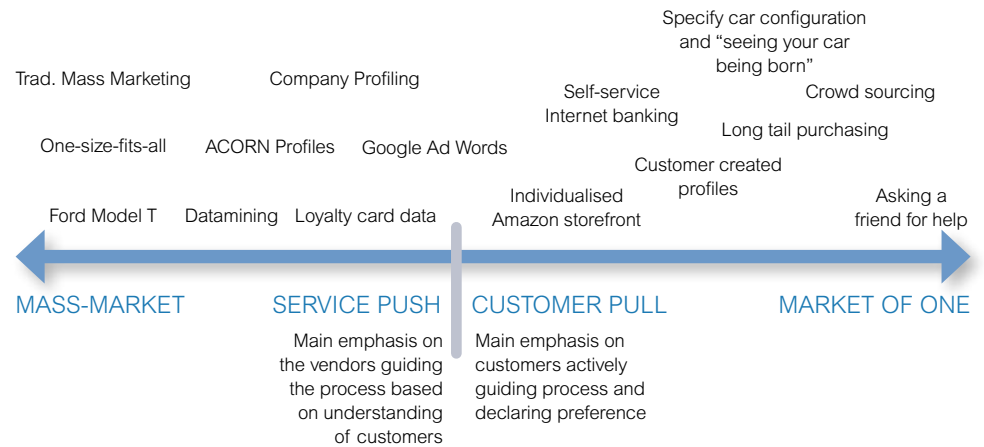 Specify car configuration
and “seeing your car
being born”
Trad. Mass Marketing
Company Profiling
Self-service
Internet banking
Crowd sourcing
Long tail purchasing
One-size-fits-all
ACORN Profiles
Google Ad Words
Customer created
profiles
Ford Model T
Datamining
Loyalty card data
Individualised
Amazon storefront
Asking a
friend for help
MASS-MARKET
SERVICE PUSH
CUSTOMER PULL
MARKET OF ONE
Main emphasis on
the vendors guiding
the process based
on understanding
of customers
Main emphasis on
customers actively
guiding process and
declaring preference